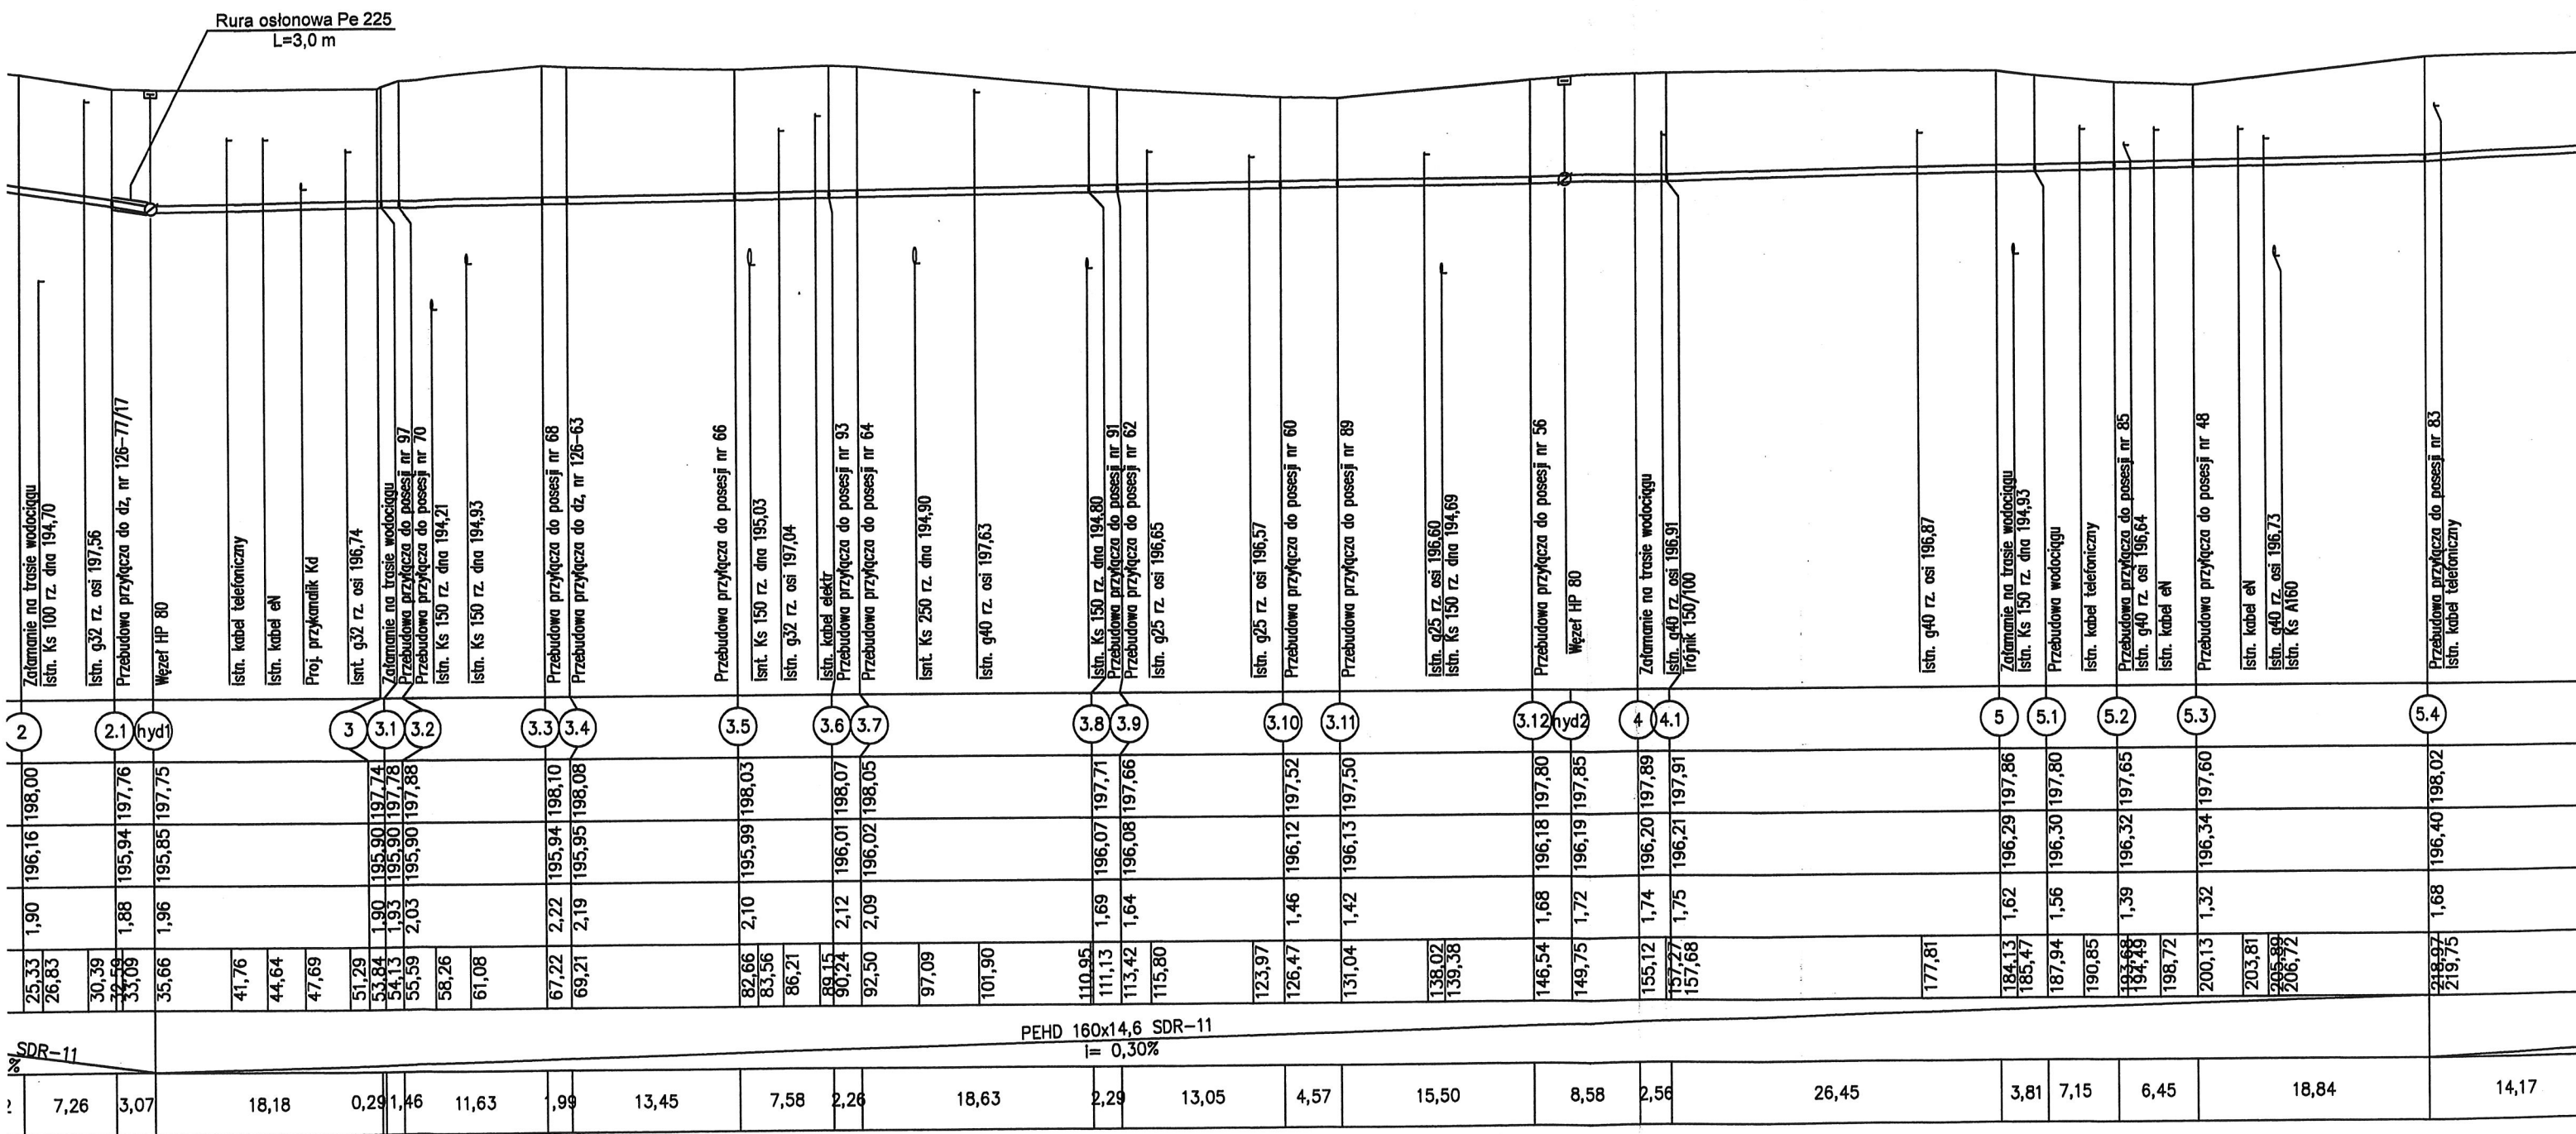 Rura osłonowa Pe 225
L=3,0 m
Załamanie na trasie wodociągu
Istn. Ks 100 rz. dna 194,70
Istn. g32 rz. osi 197,56
Przebudowa przyłącza do dz, nr 126-77/17
Węzeł HP 80
istn. kabel telefoniczny
istn. kabel eN
Proj. przykanalik Kd
Isnt. g32 rz. osi 196,74
Załamanie na trasie wodociągu
Przebudowa przyłącza do posesji nr 97
Przebudowa przyłącza do posesji nr 70
Istn. Ks 150 rz. dna 194,21
Istn. Ks 150 rz. dna 194,93
Przebudowa przyłącza do posesji nr 68
Przebudowa przyłącza do dz, nr 126-63
Przebudowa przyłącza do posesji nr 66
Isnt. Ks 150 rz. dna 195,03
Istn. g32 rz. osi 197,04
Istn. kabel elektr
Przebudowa przyłącza do posesji nr 93
Przebudowa przyłącza do posesji nr 64
Isnt. Ks 250 rz. dna 194,90
Istn. g40 rz. osi 197,63
Istn. Ks 150 rz. dna 194,80
Przebudowa przyłącza do posesji nr 91
Przebudowa przyłącza do posesji nr 62
Istn. g25 rz. osi 196,65
Istn. g25 rz. osi 196,57
Przebudowa przyłącza do posesji nr 60
Przebudowa przyłącza do posesji nr 89
Istn. g25 rz. osi 196,60
Istn. Ks 150 rz. dna 194,69
Przebudowa przyłącza do posesji nr 56
Węzeł HP 80
Załamanie na trasie wodociągu
Istn. g40 rz. osi 196,91
Trójnik 150/100
istn. g40 rz. osi 196,87
Załamanie na trasie wodociągu
Istn. Ks 150 rz. dna 194,93
Przebudowa wodociągu
istn. kabel telefoniczny
Przebudowa przyłącza do posesji nr 85
Istn. g40 rz. osi 196,64
istn. kabel eN
Przebudowa przyłącza do posesji nr 48
istn. kabel eN
Istn. g40 rz. osi 196,73
Istn. Ks A160
Przebudowa przyłącza do posesji nr 83
istn. kabel telefoniczny
2 2.1 hyd1 3 3.1 3.2 3.3 3.4 3.5 3.6 3.7 3.8 3.9 3.10 3.11 3.12 hyd2 4 4.1 5 5.1 5.2 5.3 5.4
198,00 197,76 197,75 197,74 197,78 197,88 198,10 198,08 198,03 198,07 198,05 197,71 197,66 197,52 197,50 197,80 197,85 197,89 197,91 197,86 197,80 197,65 197,60 198,02
196,16 195,94 195,85 195,90 195,90 195,90 195,94 195,95 195,99 196,01 196,02 196,07 196,08 196,12 196,13 196,18 196,19 196,20 196,21 196,29 196,30 196,32 196,34 196,40
1,90 1,88 1,96 1,90 1,93 2,03 2,22 2,19 2,10 2,12 2,09 1,69 1,64 1,46 1,42 1,68 1,72 1,74 1,75 1,62 1,56 1,39 1,32 1,68
25,33 26,83 30,39 32,59 33,09 35,66 41,76 44,64 47,69 51,29 53,84 54,13 55,59 58,26 61,08 67,22 69,21 82,66 83,56 86,21 89,15 90,24 92,50 97,09 101,90 110,95 111,13 113,42 115,80 123,97 126,47 131,04 138,02 139,38 146,54 149,75 155,12 157,27 157,68 177,81 184,13 185,47 187,94 190,85 193,68 194,49 198,72 200,13 203,81 205,89 206,72 218,97 219,75
PEHD 160x14,6 SDR-11
i= 0,30%
SDR-11
%
7,26 3,07 18,18 0,29 1,46 11,63 ,99 13,45 7,58 2,26 18,63 2,29 13,05 4,57 15,50 8,58 2,56 26,45 3,81 7,15 6,45 18,84 14,17